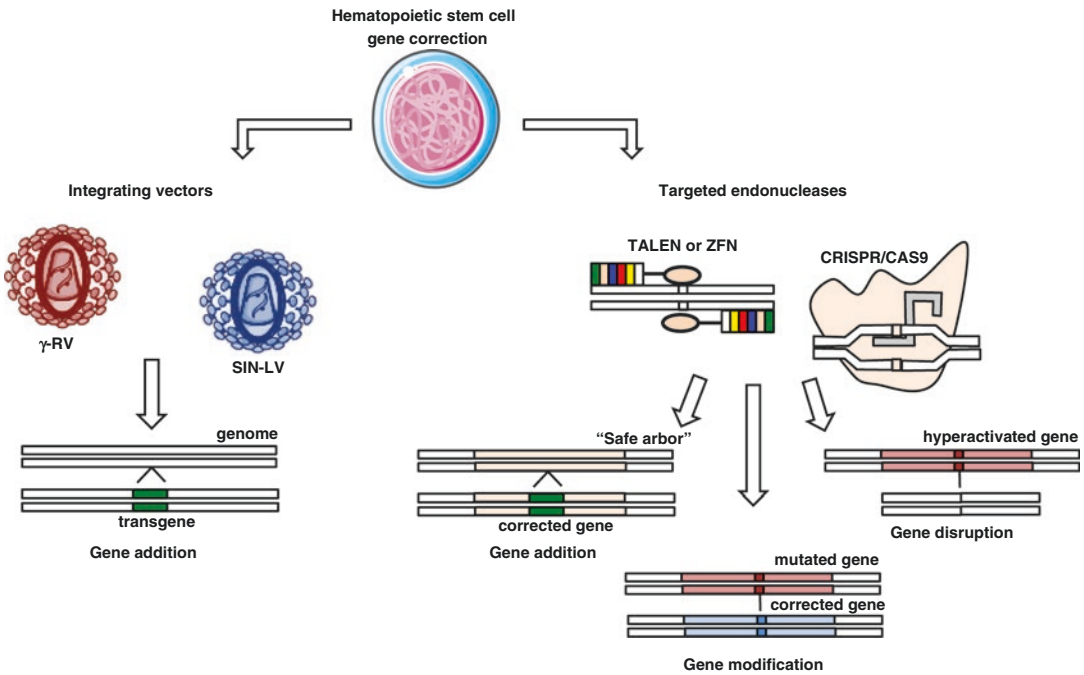 Hematopoietic stem cell
gene correction
Integrating vectors
Targeted endonucleases
γ-RV
SIN-LV
TALEN or ZFN
CRISPR/CAS9
genome
transgene
Gene addition
“Safe arbor”
corrected gene
Gene addition
hyperactivated gene
Gene disruption
mutated gene
corrected gene
Gene modification